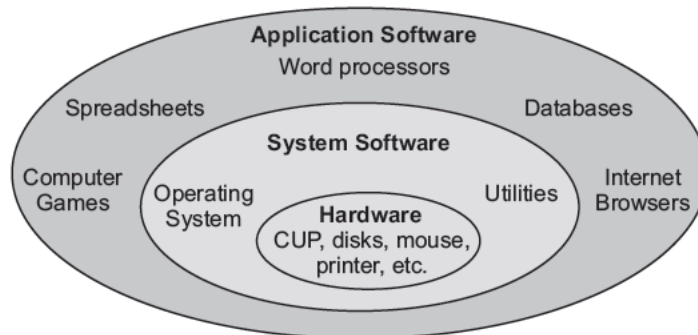 Application Software
Word processors
Spreadsheets
Databases
System Software
Computer
Games
Operating
System
Utilities
Internet
Browsers
Hardware
CUP, disks, mouse,
printer, etc.